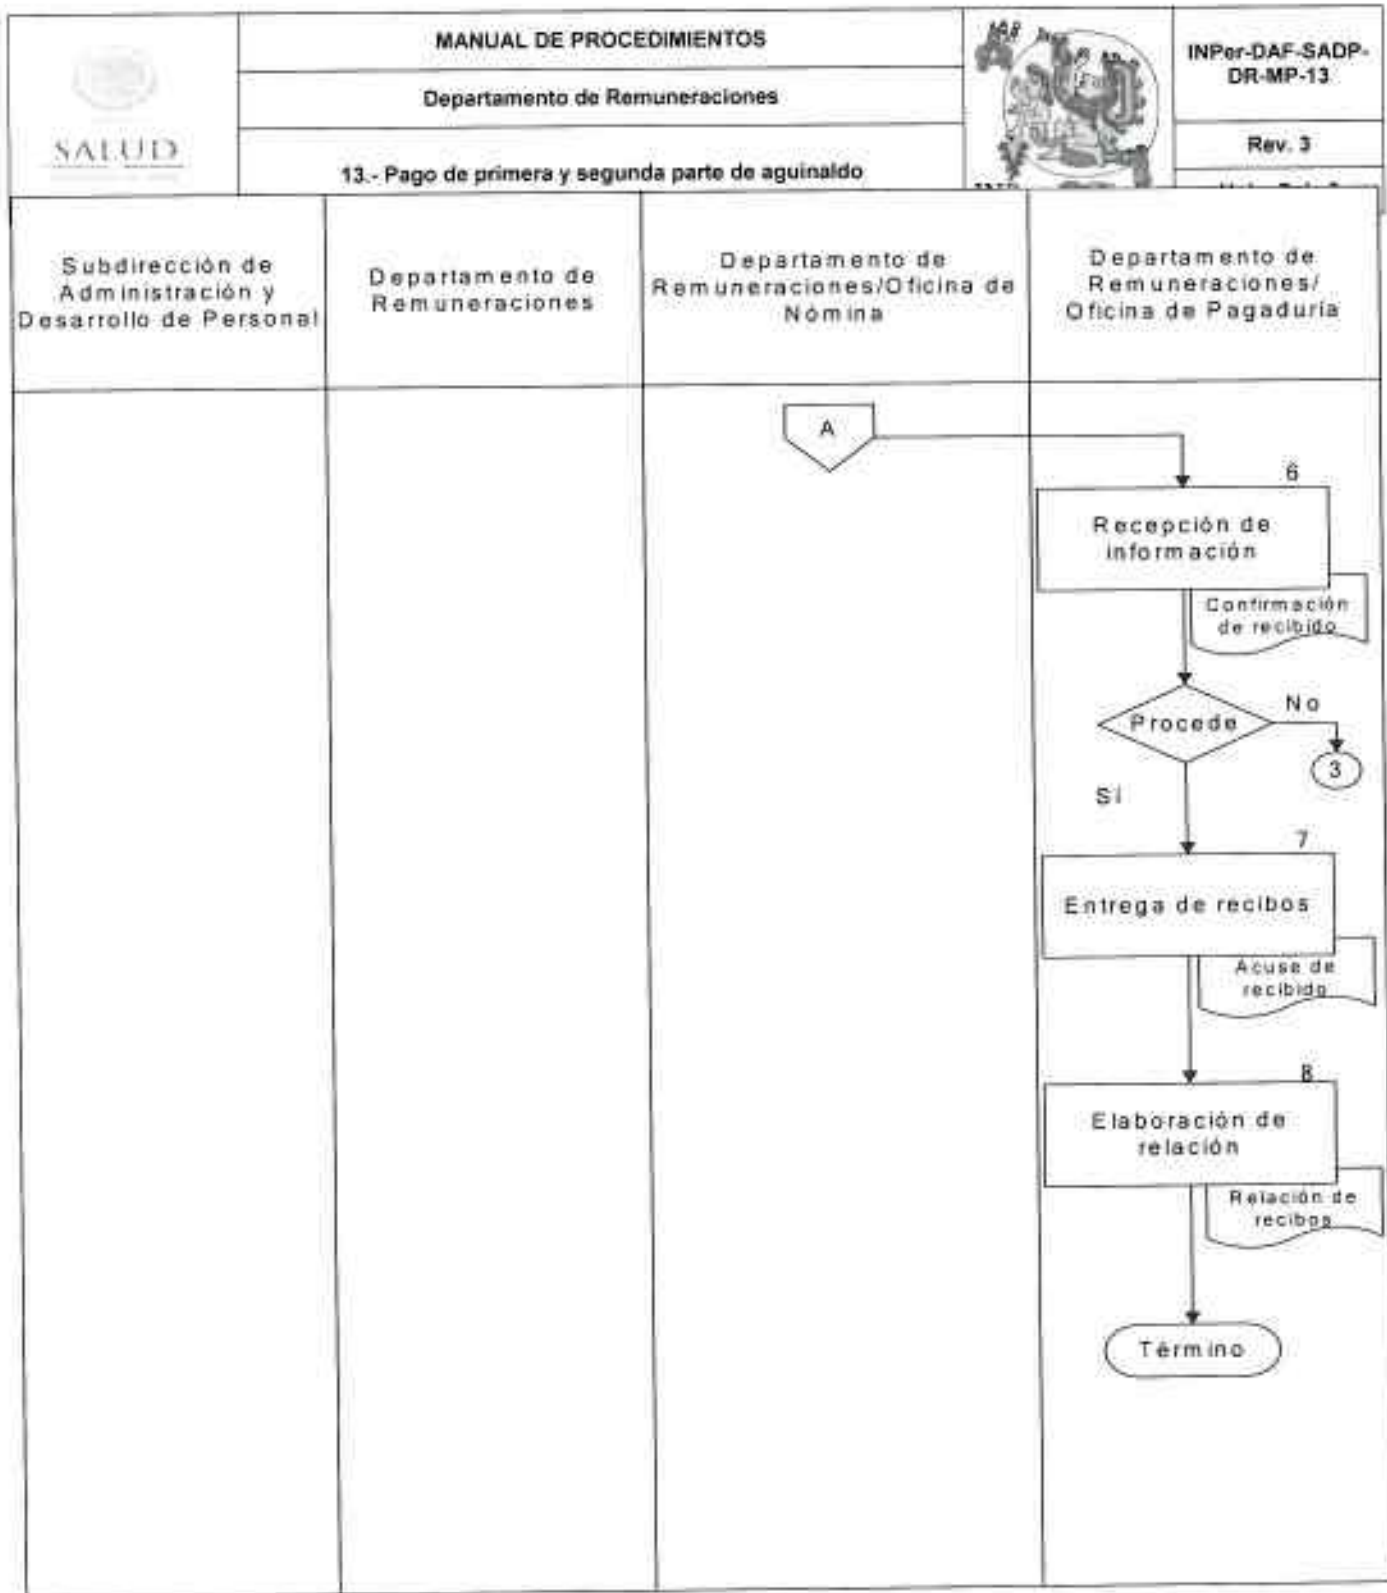 SALUD
MANUAL DE PROCEDIMIENTOS
Departamento de Remuneraciones
13.- Pago de primera y segunda parte de aguinaldo
INPer-DAF-SADP-
DR-MP-13
Rev. 3
Subdirección de
Administración y
Desarrollo de Personal
Departamento de
Remuneraciones
Departamento de
Remuneraciones/Oficina de
Nómina
Departamento de
Remuneraciones/
Oficina de Pagaduría
A
6
Recepción de
información
Confirmación
de recibido
Procede
No
3
Sí
7
Entrega de recibos
Acuse de
recibido
8
Elaboración de
relación
Relación de
recibos
Término